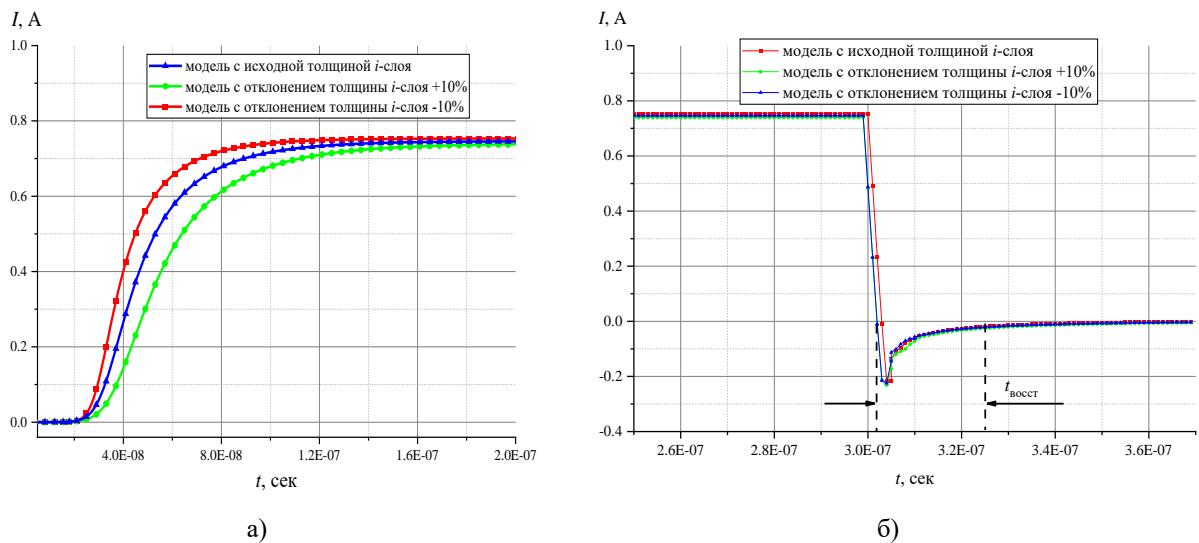 I, А
1.0
0.8
0.6
0.4
0.2
0.0
модель с исходной толщиной i-слоя
модель с отклонением толщины i-слоя +10%
модель с отклонением толщины i-слоя -10%
4.0E-08 8.0E-08 1.2E-07 1.6E-07 2.0E-07
t, сек
а)
I, А
1.0
0.8
0.6
0.4
0.2
0.0
-0.2
-0.4
модель с исходной толщиной i-слоя
модель с отклонением толщины i-слоя +10%
модель с отклонением толщины i-слоя -10%
tвосст
2.6E-07 2.8E-07 3.0E-07 3.2E-07 3.4E-07 3.6E-07
t, сек
б)